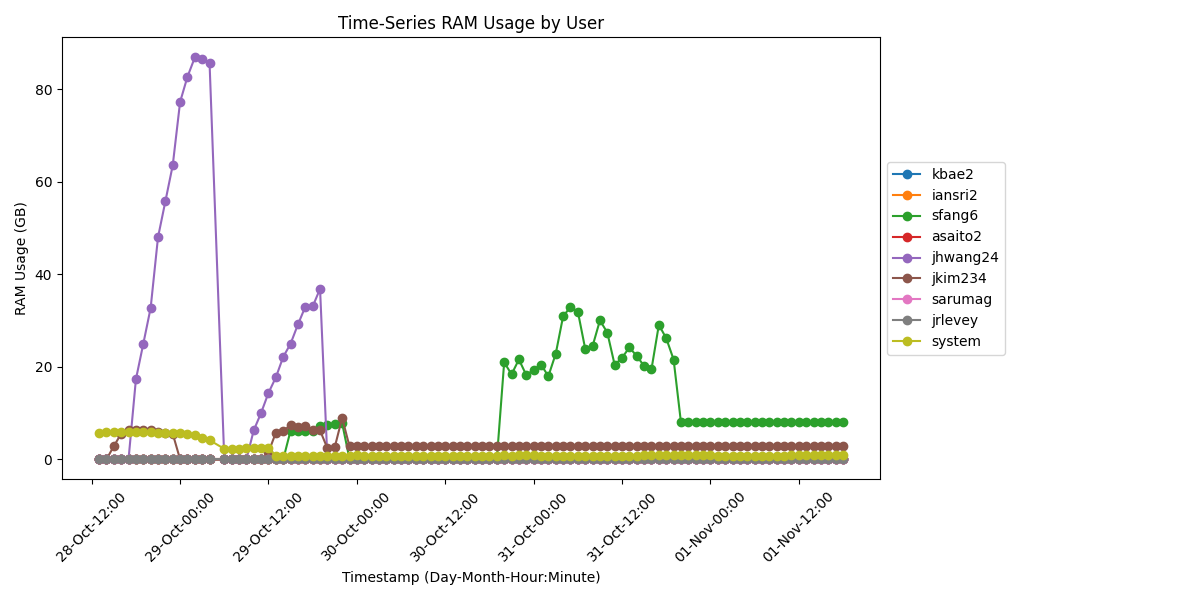 Time-Series RAM Usage by User
RAM Usage (GB)
80
60
40
20
0
28-Oct-12:00
29-Oct-00:00
29-Oct-12:00
30-Oct-00:00
30-Oct-12:00
31-Oct-00:00
31-Oct-12:00
01-Nov-00:00
01-Nov-12:00
Timestamp (Day-Month-Hour:Minute)
kbae2
iansri2
sfang6
asaito2
jhwang24
jkim234
sarumag
jrlevey
system